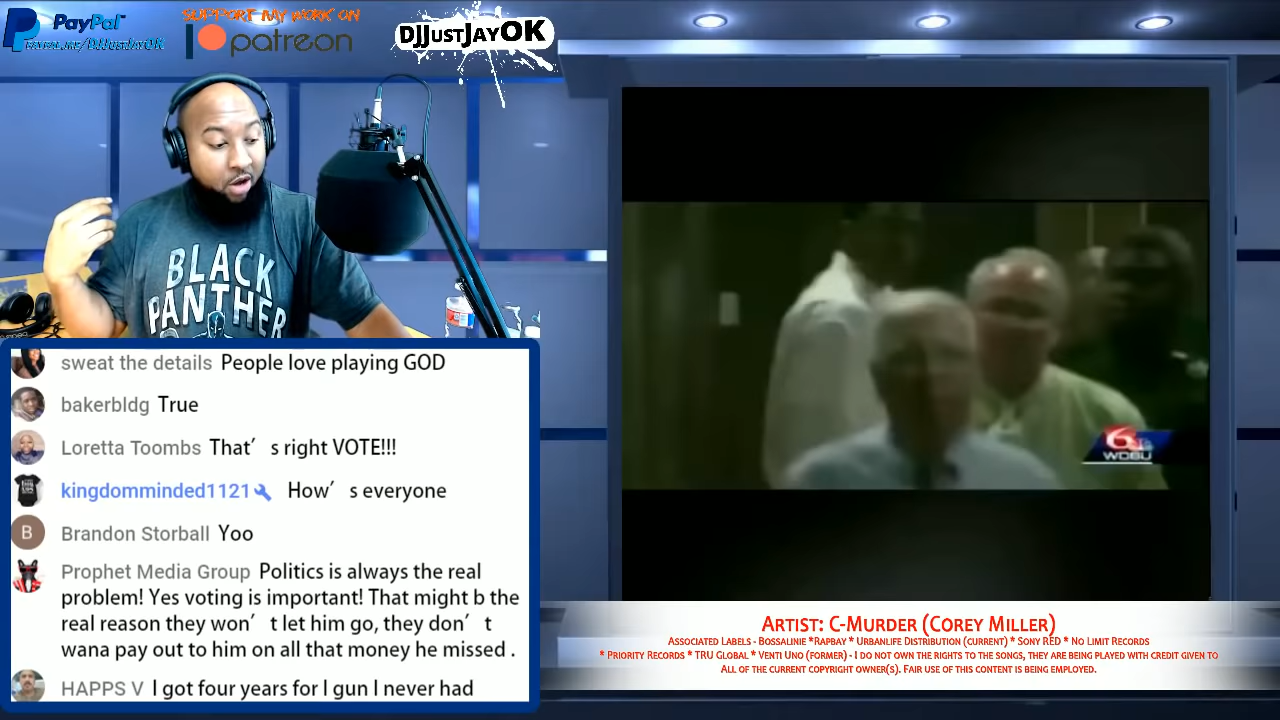 PayPal
SUPPORT MY WORK ON
patreon
DJJustJayOK
BLACK
PANTHER
sweat the details People love playing GOD
bakerbldg True
Loretta Toombs That's right VOTE!!!
kingdomminded1121 How's everyone
B
Brandon Storball Yoo
Prophet Media Group Politics is always the real
problem! Yes voting is important! That might b the
real reason they won't let him go, they don't
wana pay out to him on all that money he missed .
HAPPS V I got four years for I gun I never had
6
WDSU
Artist: C-Murder (Corey Miller)
Associated Labels - Bossalinie *Rapbay * Urbanlife Distribution (current) * Sony RED * No Limit Records
* Priority Records * TRU Global * Venti Uno (former) - I do not own the rights to the songs, they are being played with credit given to
all of the current copyright owner(s). Fair use of this content is being employed.